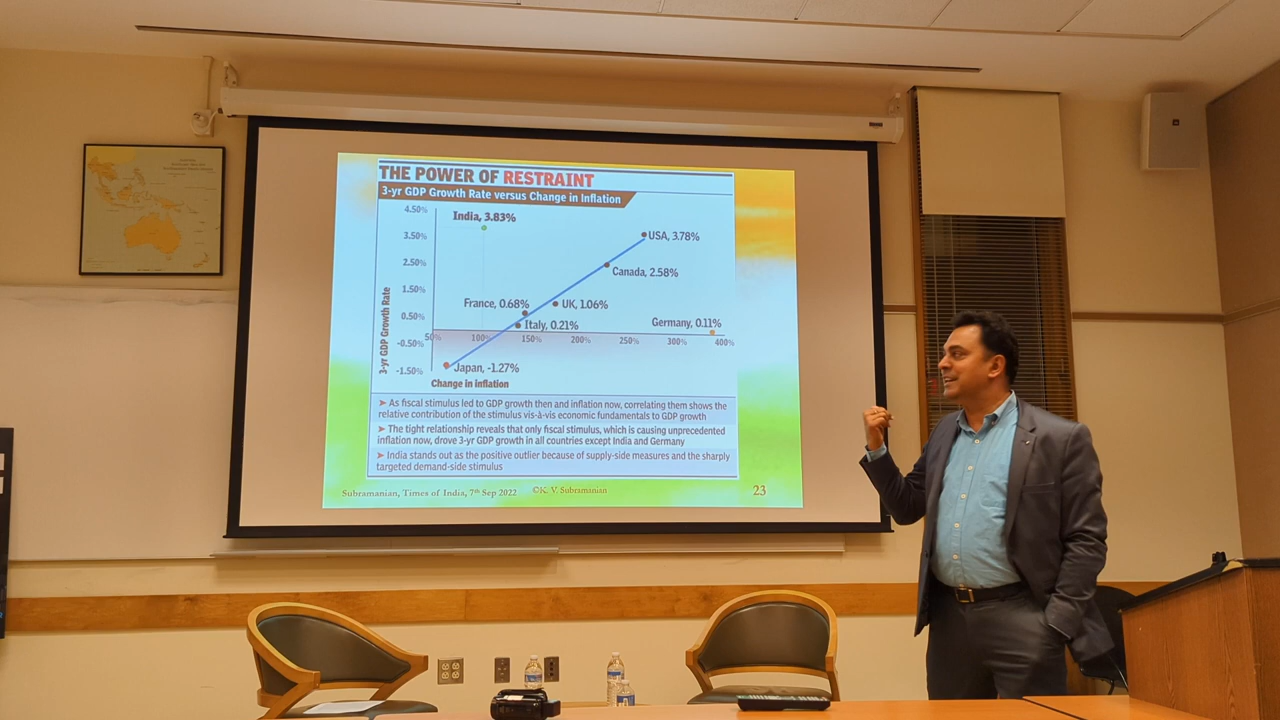 THE POWER OF RESTRAINT
3-yr GDP Growth Rate versus Change in Inflation
4.50%
3.50%
2.50%
1.50%
0.50%
-0.50%
-1.50%
3-yr GDP Growth Rate
India, 3.83%
USA, 3.78%
Canada, 2.58%
France, 0.68%
UK, 1.06%
Italy, 0.21%
Germany, 0.11%
50% 100% 150% 200% 250% 300% 350% 400%
Japan, -1.27%
Change in inflation
➤ As fiscal stimulus led to GDP growth then and inflation now, correlating them shows the
relative contribution of the stimulus vis-à-vis economic fundamentals to GDP growth
➤ The tight relationship reveals that only fiscal stimulus, which is causing unprecedented
inflation now, drove 3-yr GDP growth in all countries except India and Germany
➤ India stands out as the positive outlier because of supply-side measures and the sharply
targeted demand-side stimulus
Subramanian, Times of India, 7th Sep 2022 ©K. V. Subramanian 23